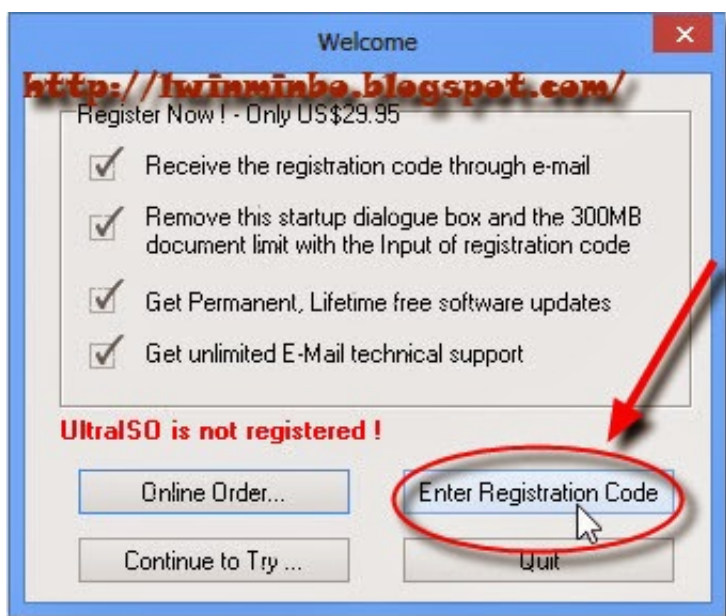 Welcome
http://1winminbo.blogspot.com/
Register Now ! - Only US$29.95
Receive the registration code through e-mail
Remove this startup dialogue box and the 300MB
document limit with the Input of registration code
Get Permanent, Lifetime free software updates
Get unlimited E-Mail technical support
UltraISO is not registered !
Online Order...
Enter Registration Code
Continue to Try ...
Quit